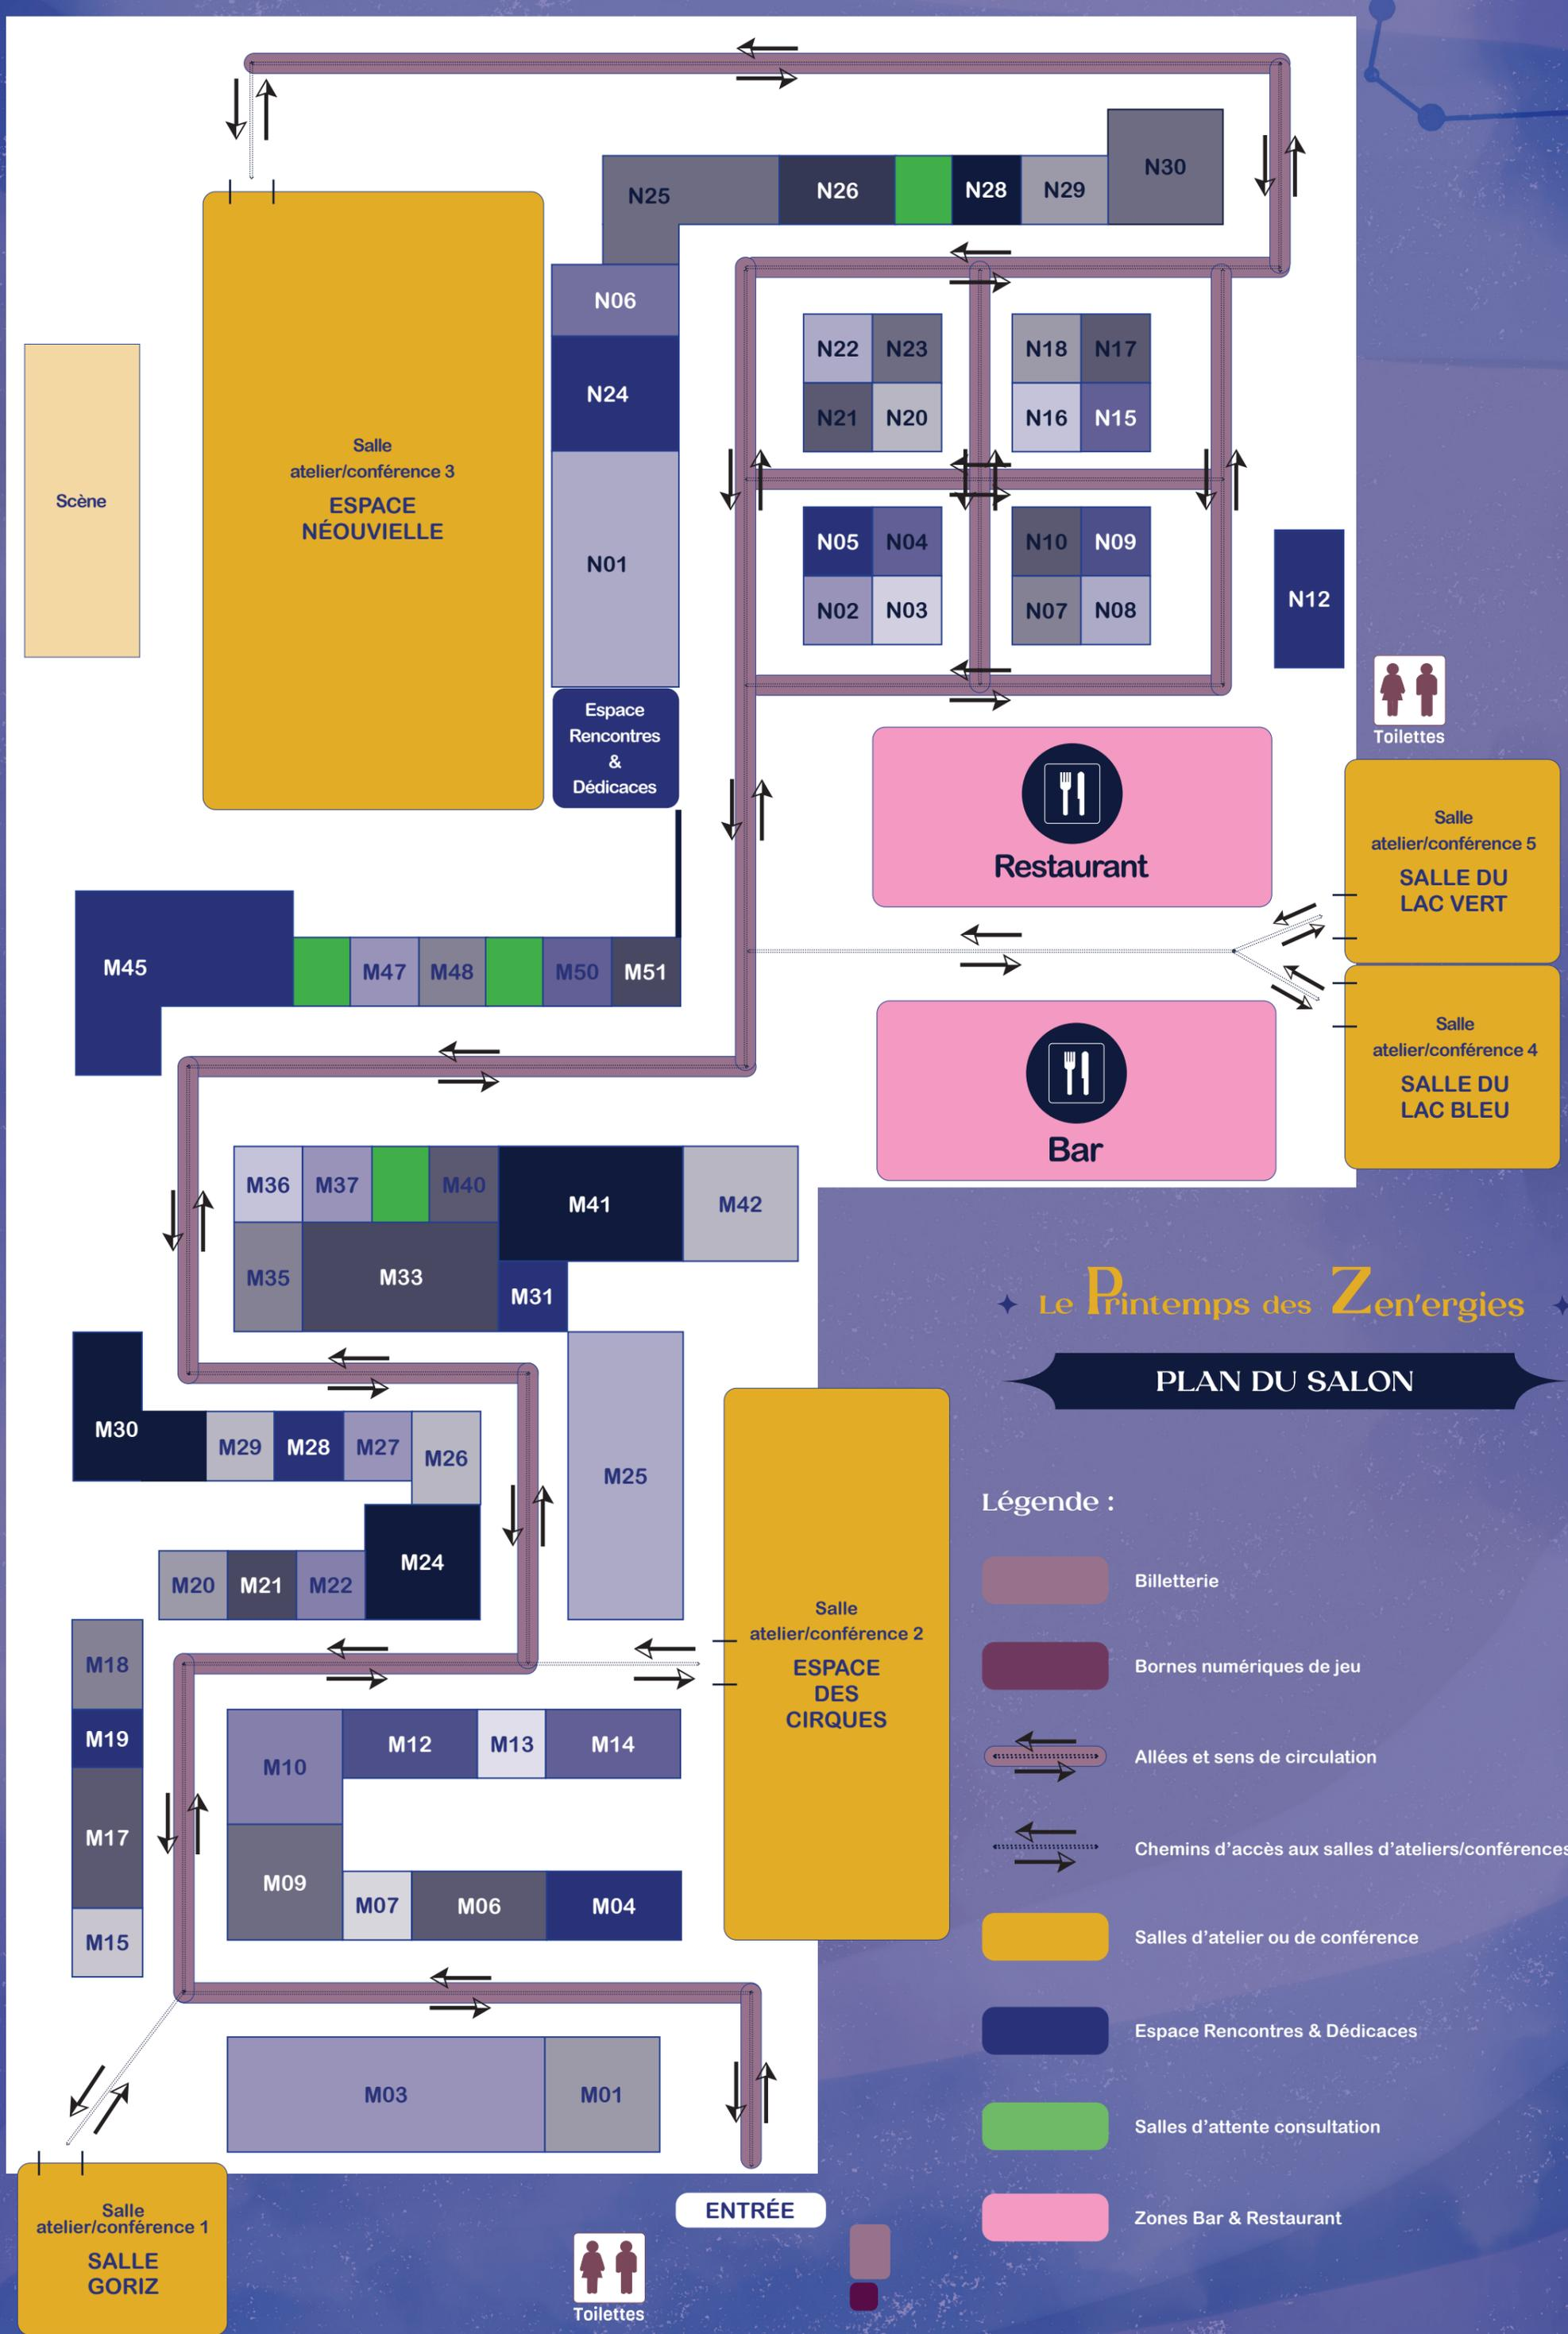 N25
N26
N28
N29
N30
N06
N24
N01
N22
N23
N18
N17
N21
N20
N16
N15
N05
N04
N10
N09
N02
N03
N07
N08
N12
Scène
Salle
atelier/conférence 3
ESPACE
NÉOUVIELLE
Espace
Rencontres
&
Dédicaces
Toilettes
Restaurant
Salle
atelier/conférence 5
SALLE DU
LAC VERT
Salle
atelier/conférence 4
SALLE DU
LAC BLEU
Bar
M45
M47
M48
M50
M51
M36
M37
M40
M41
M42
M35
M33
M31
M30
M29
M28
M27
M26
M25
M20
M21
M22
M24
M18
M19
M17
M15
M10
M12
M13
M14
M09
M07
M06
M04
Salle
atelier/conférence 2
ESPACE
DES
CIRQUES
M03
M01
Salle
atelier/conférence 1
SALLE
GORIZ
Toilettes
ENTRÉE
Le Printemps des Zen'ergies
PLAN DU SALON
Légende :
Billetterie
Bornes numériques de jeu
Allées et sens de circulation
Chemins d'accès aux salles d'ateliers/conférences
Salles d'atelier ou de conférence
Espace Rencontres & Dédicaces
Salles d'attente consultation
Zones Bar & Restaurant